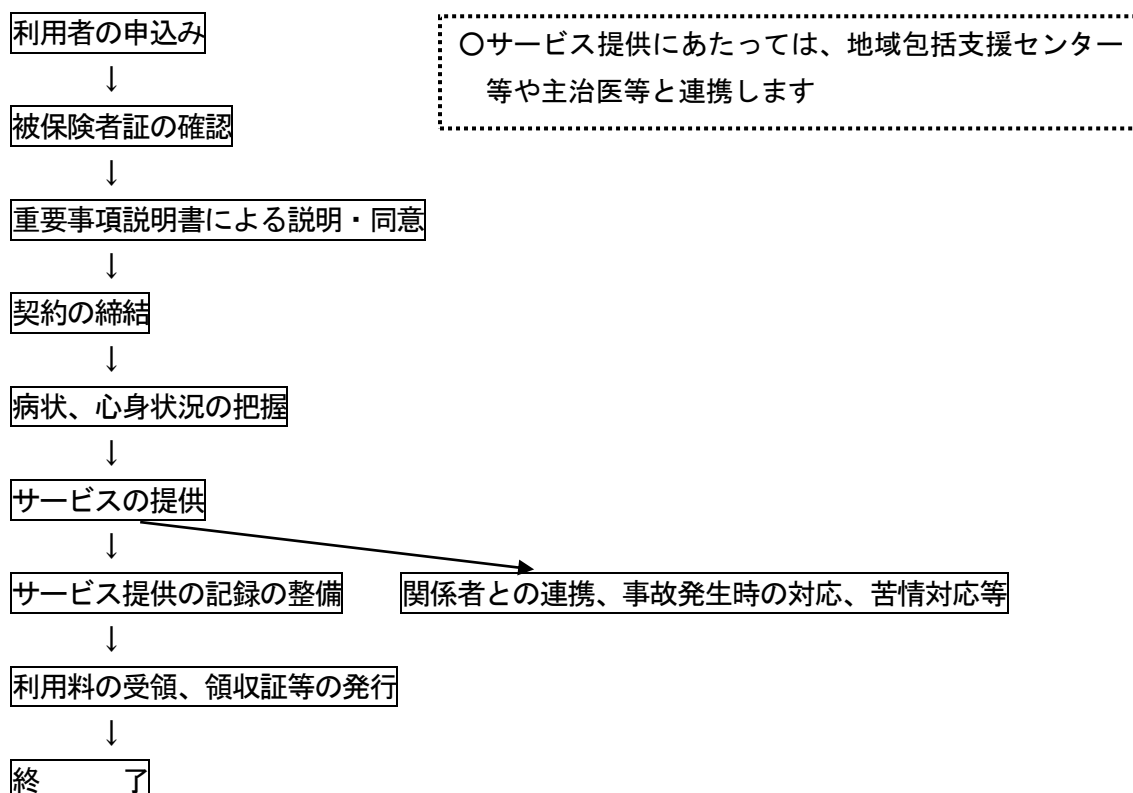 利用者の申込み
〇サービス提供にあたっては、地域包括支援センター
等や主治医等と連携します
↓
被保険者証の確認
↓
重要事項説明書による説明・同意
↓
契約の締結
↓
病状、心身状況の把握
↓
サービスの提供
↓
サービス提供の記録の整備 関係者との連携、事故発生時の対応、苦情対応等
↓
利用料の受領、領収証等の発行
↓
終 了